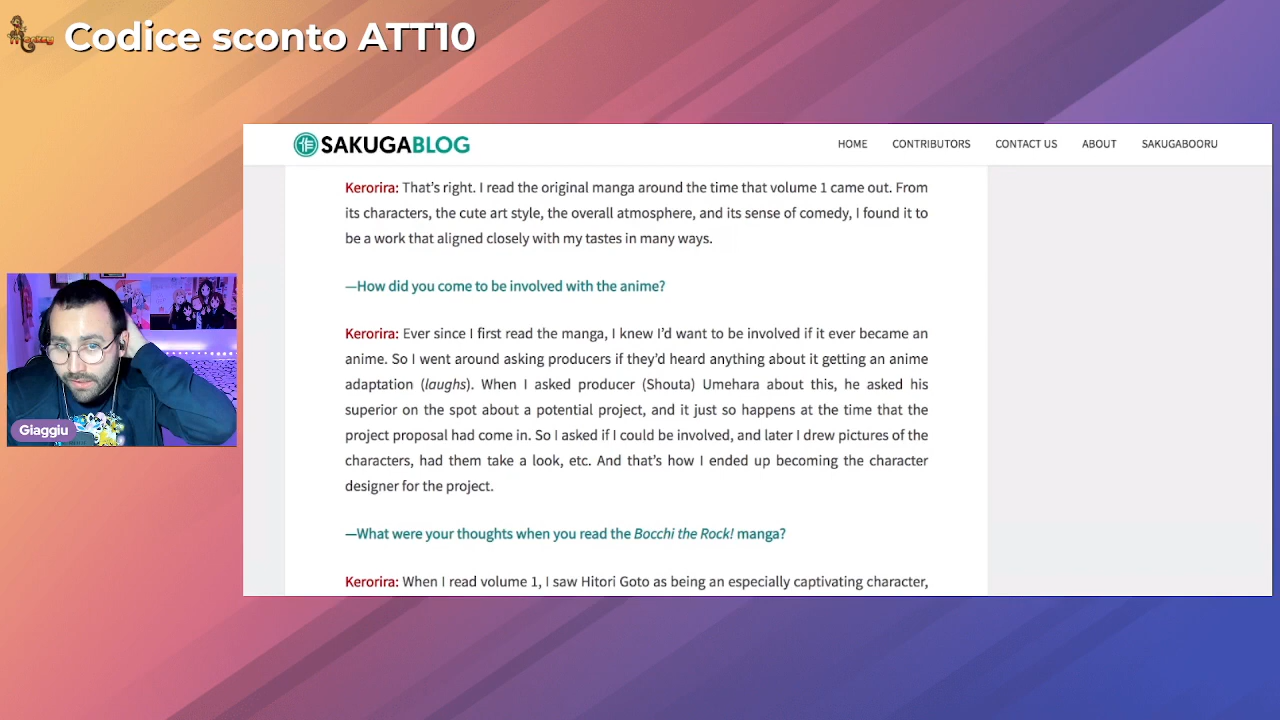 Monkey
Codice sconto ATT10
SAKUGABLOG
HOME CONTRIBUTORS CONTACT US ABOUT SAKUGABOORU
Kerorira: That's right. I read the original manga around the time that volume 1 came out. From
its characters, the cute art style, the overall atmosphere, and its sense of comedy, I found it to
be a work that aligned closely with my tastes in many ways.
—How did you come to be involved with the anime?
Kerorira: Ever since I first read the manga, I knew I'd want to be involved if it ever became an
anime. So I went around asking producers if they'd heard anything about it getting an anime
adaptation (laughs). When I asked producer (Shouta) Umehara about this, he asked his
superior on the spot about a potential project, and it just so happens at the time that the
project proposal had come in. So I asked if I could be involved, and later I drew pictures of the
characters, had them take a look, etc. And that's how I ended up becoming the character
designer for the project.
—What were your thoughts when you read the Bocchi the Rock! manga?
Kerorira: When I read volume 1, I saw Hitori Goto as being an especially captivating character,
Giaggiu